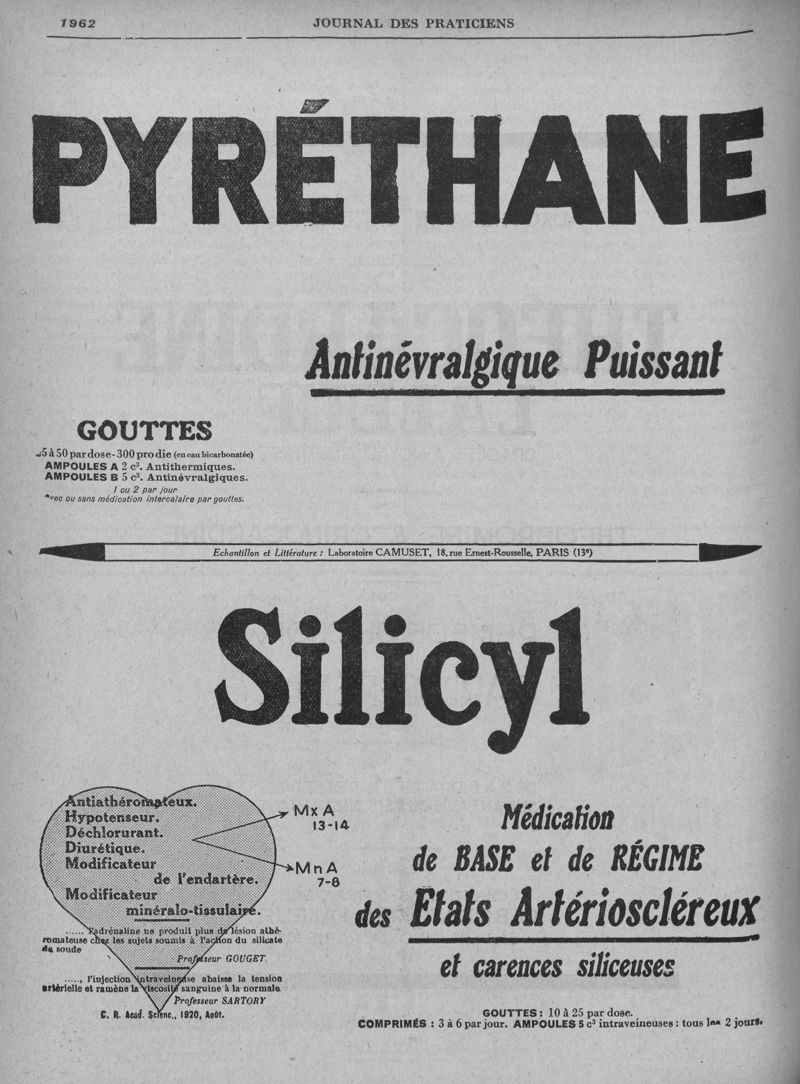 1962
JOURNAL DES PRATICIENS
PYRÉTHANE
Antinévralgique Puissant
GOUTTES
25 à 50 par dose - 300 pro die (en eau bicarbonatée)
AMPOULES A 2 c³. Antithermiques.
AMPOULES B 5 c³. Antinévralgiques.
1 ou 2 par jour
avec ou sans médication intercalaire par gouttes.
Echantillon et Littérature : Laboratoire CAMUSET, 18, rue Ernest-Rousselle, PARIS (13ᵉ)
Silicyl
Antiathéromateux.
Hypotenseur.
Déchlorurant.
Diurétique.
Modificateur
de l'endartère.
Modificateur
minéralo-tissulaire.
MxA
13-14
MnA
7-8
...... l'adrénaline ne produit plus de lésion athé-
romateuse chez les sujets soumis à l'action du silicate
de soude
Professeur GOUGET.
....., l'injection intraveineuse abaisse la tension
artérielle et ramène la viscosité sanguine à la normale.
Professeur SARTORY
C. R. Acad. Scienc., 1920, Août.
Médication
de BASE et de RÉGIME
des Etats Artérioscléreux
et carences siliceuses
GOUTTES : 10 à 25 par dose.
COMPRIMÉS : 3 à 6 par jour. AMPOULES 5 c³ intraveineuses : tous les 2 jours.